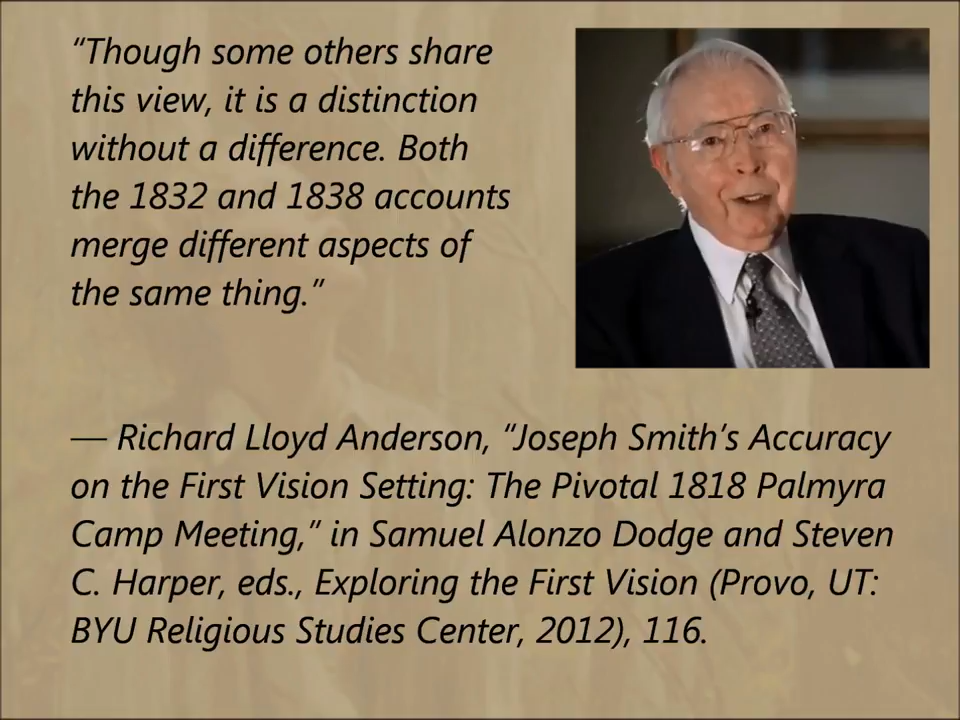 “Though some others share
this view, it is a distinction
without a difference. Both
the 1832 and 1838 accounts
merge different aspects of
the same thing.”
— Richard Lloyd Anderson, “Joseph Smith’s Accuracy
on the First Vision Setting: The Pivotal 1818 Palmyra
Camp Meeting,” in Samuel Alonzo Dodge and Steven
C. Harper, eds., Exploring the First Vision (Provo, UT:
BYU Religious Studies Center, 2012), 116.